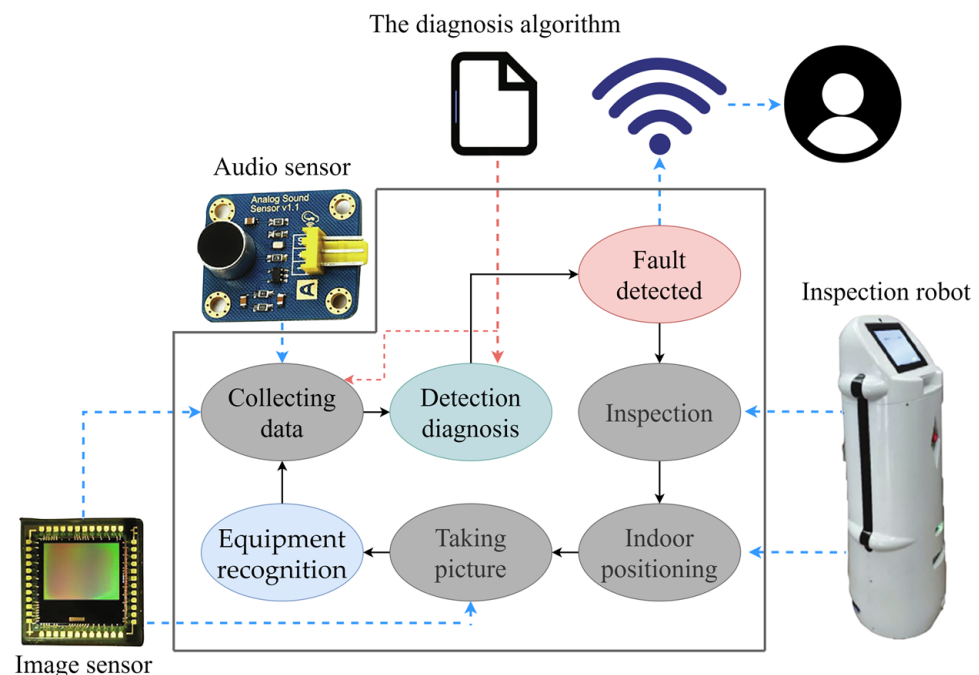 The diagnosis algorithm
Audio sensor
Analog Sound
Sensor v1.1
A
Fault
detected
Inspection robot
Collecting
data
Detection
diagnosis
Inspection
Equipment
recognition
Taking
picture
Indoor
positioning
Image sensor